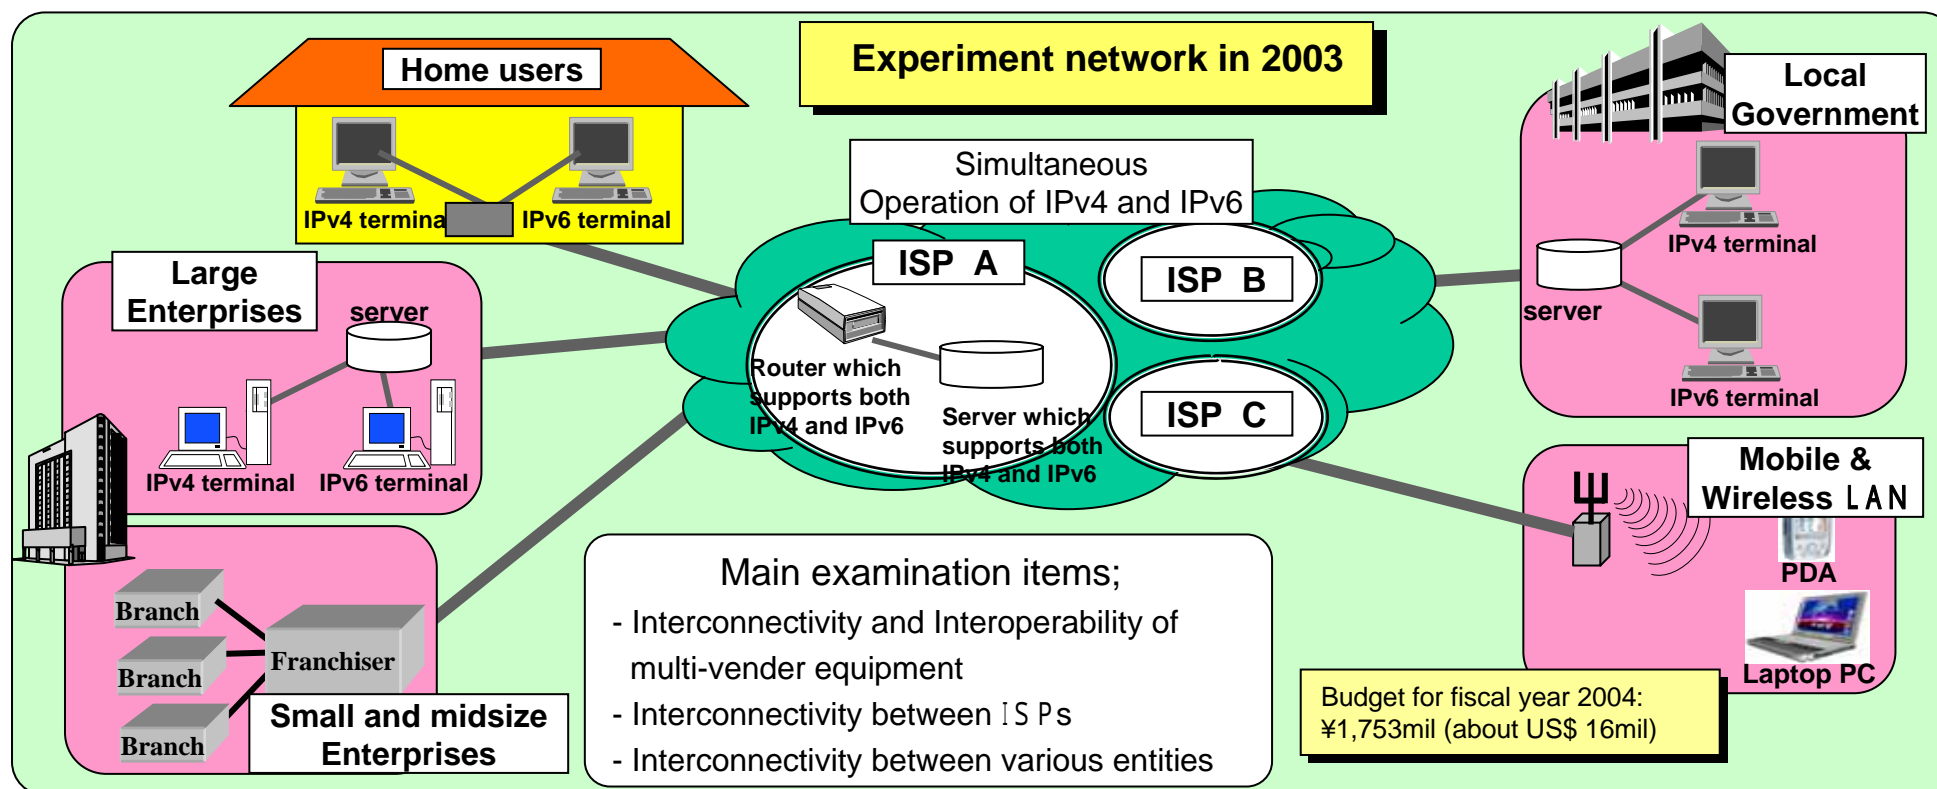 Experiment network in 2003
Home users
IPv4 termina
IPv6 terminal
Simultaneous
Operation of IPv4 and IPv6
Local
Government
IPv4 terminal
server
IPv6 terminal
Large
Enterprises
server
IPv4 terminal
IPv6 terminal
ISP A
Router which
supports both
IPv4 and IPv6
Server which
supports both
IPv4 and IPv6
ISP B
ISP C
Mobile &
Wireless LAN
PDA
Laptop PC
Branch
Branch
Branch
Franchiser
Small and midsize
Enterprises
Main examination items;
- Interconnectivity and Interoperability of
multi-vender equipment
- Interconnectivity between ISPs
- Interconnectivity between various entities
Budget for fiscal year 2004:
¥1,753mil (about US$ 16mil)